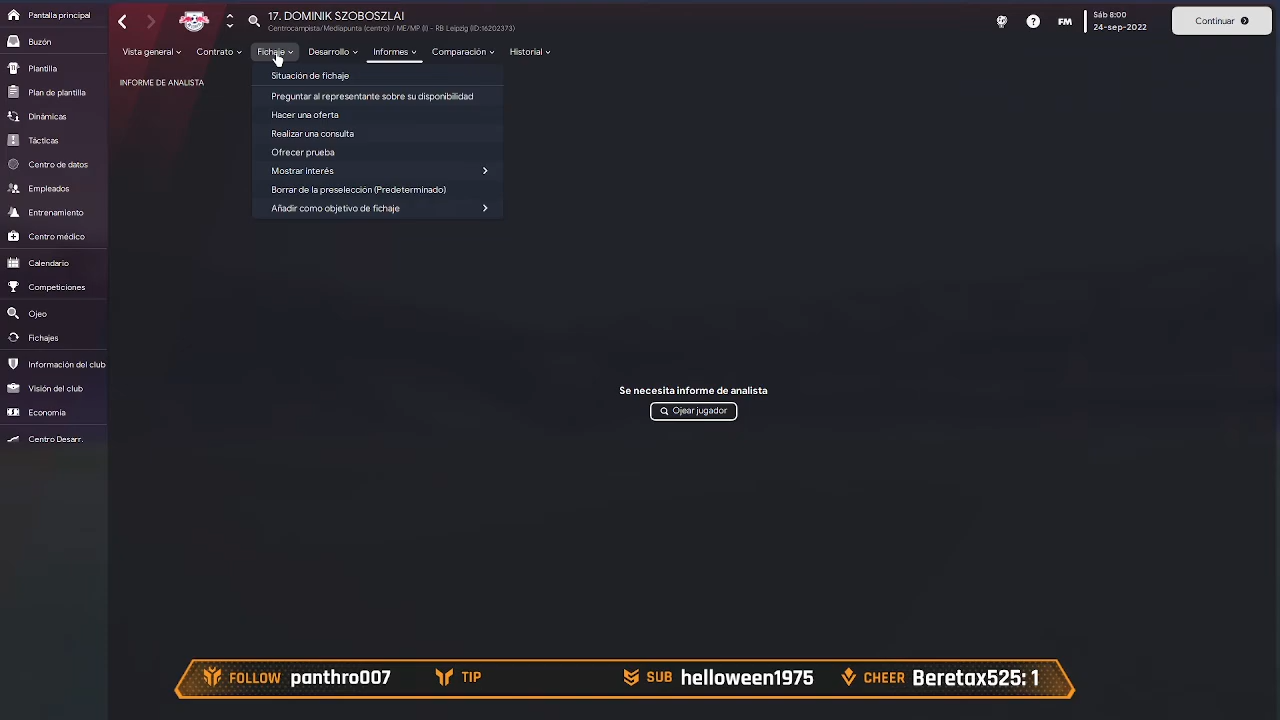 Página principal
Buzón
Plantilla
Plan de plantilla
Dinámicas
Tácticas
Centro de datos
Empleados
Entrenamiento
Centro médico
Calendario
Competiciones
Ojeo
Fichajes
Información del club
Visión del club
Economía
Centro Desarr.
17. DOMINIK SZOBOSZLAI
Centrocampista/Mediapunta (centro) / ME/MP (I) - RB Leipzig (ID:16202373)
FM
Sáb 8:00
24-sep-2022
Continuar
Vista general
Contrato
Fichaje
Desarrollo
Informes
Comparación
Historial
INFORME DE ANALISTA
Situación de fichaje
Preguntar al representante sobre su disponibilidad
Hacer una oferta
Realizar una consulta
Ofrecer prueba
Mostrar interés
Borrar de la preselección (Predeterminado)
Añadir como objetivo de fichaje
Se necesita informe de analista
Ojear jugador
FOLLOW panthro007
TIP
SUB helloween1975
CHEER Beretax525: 1